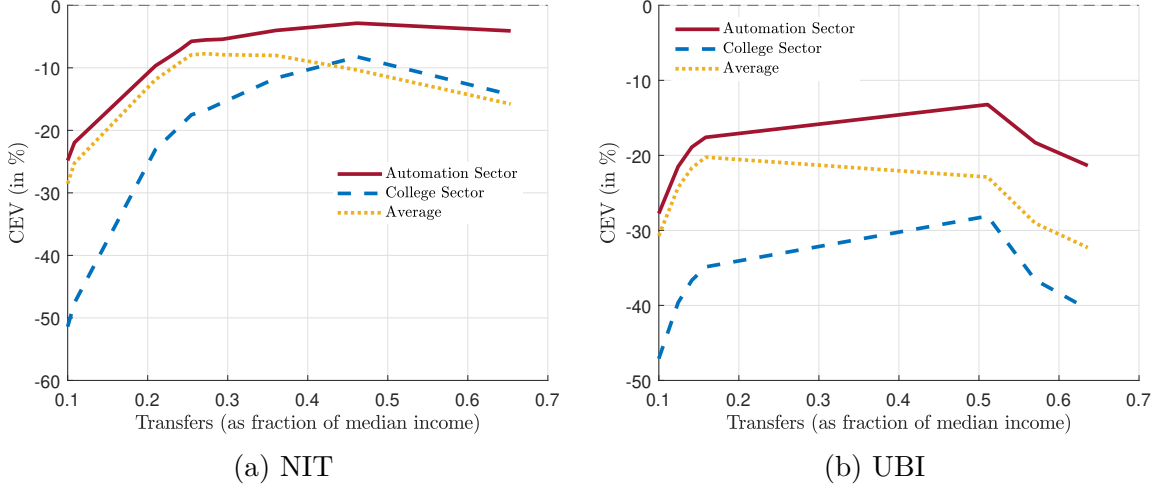 0
-10
-20
-30
-40
-50
-60
CEV (in %)
Automation Sector
College Sector
Average
0.1 0.2 0.3 0.4 0.5 0.6 0.7
Transfers (as fraction of median income)
(a) NIT
0
-10
-20
-30
-40
-50
CEV (in %)
Automation Sector
College Sector
Average
0.1 0.2 0.3 0.4 0.5 0.6 0.7
Transfers (as fraction of median income)
(b) UBI